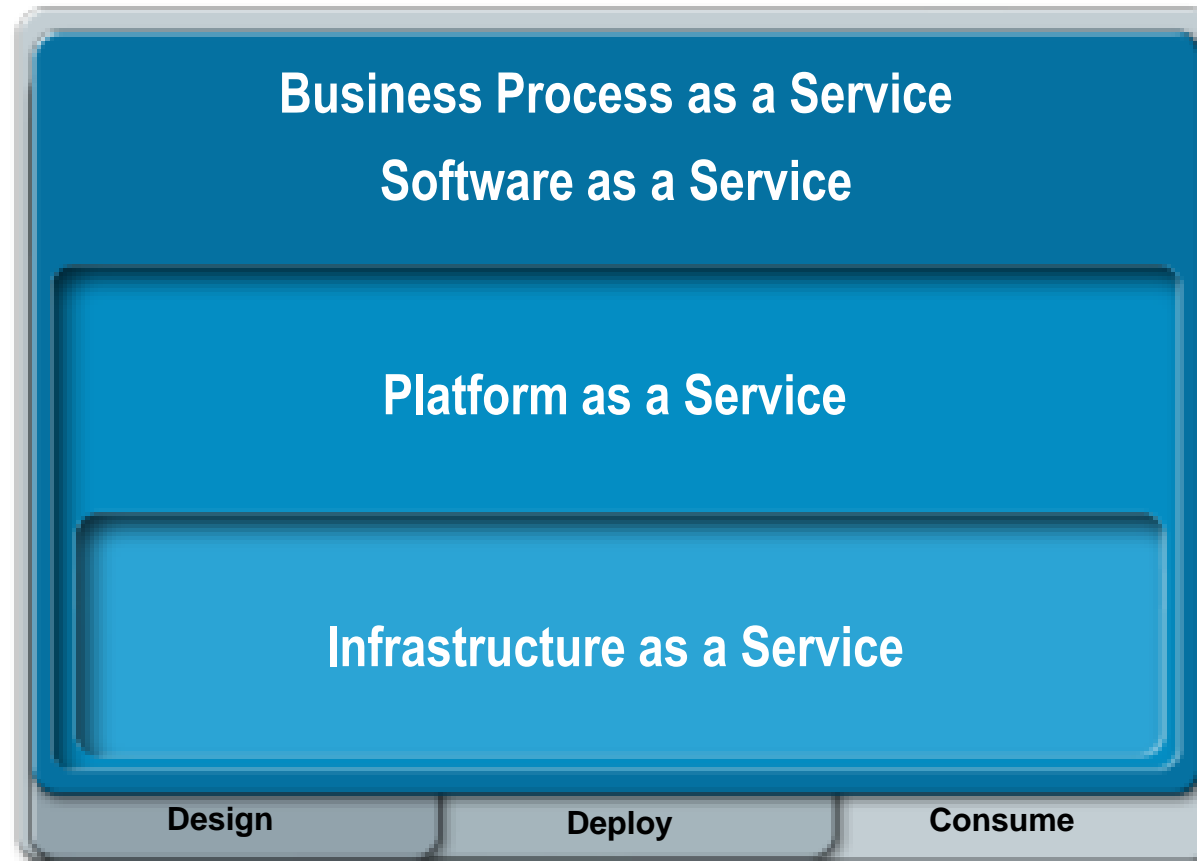 Business Process as a Service
Software as a Service
Platform as a Service
Infrastructure as a Service
Design
Deploy
Consume